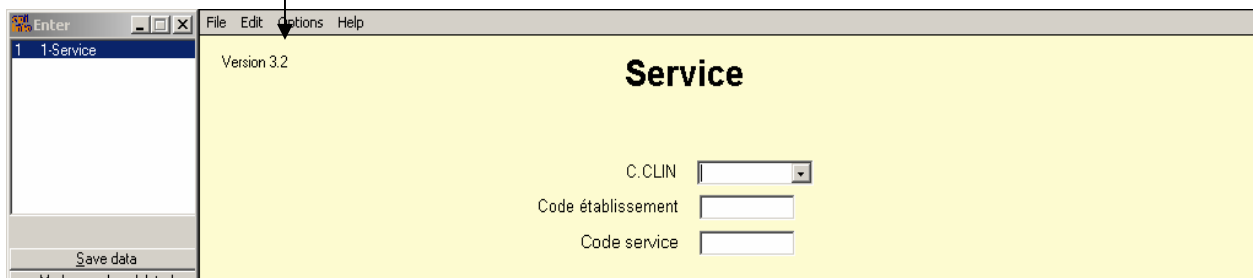 Enter
1 1-Service
Save data
File Edit Options Help
Version 3.2
Service
C.CLIN
Code établissement
Code service